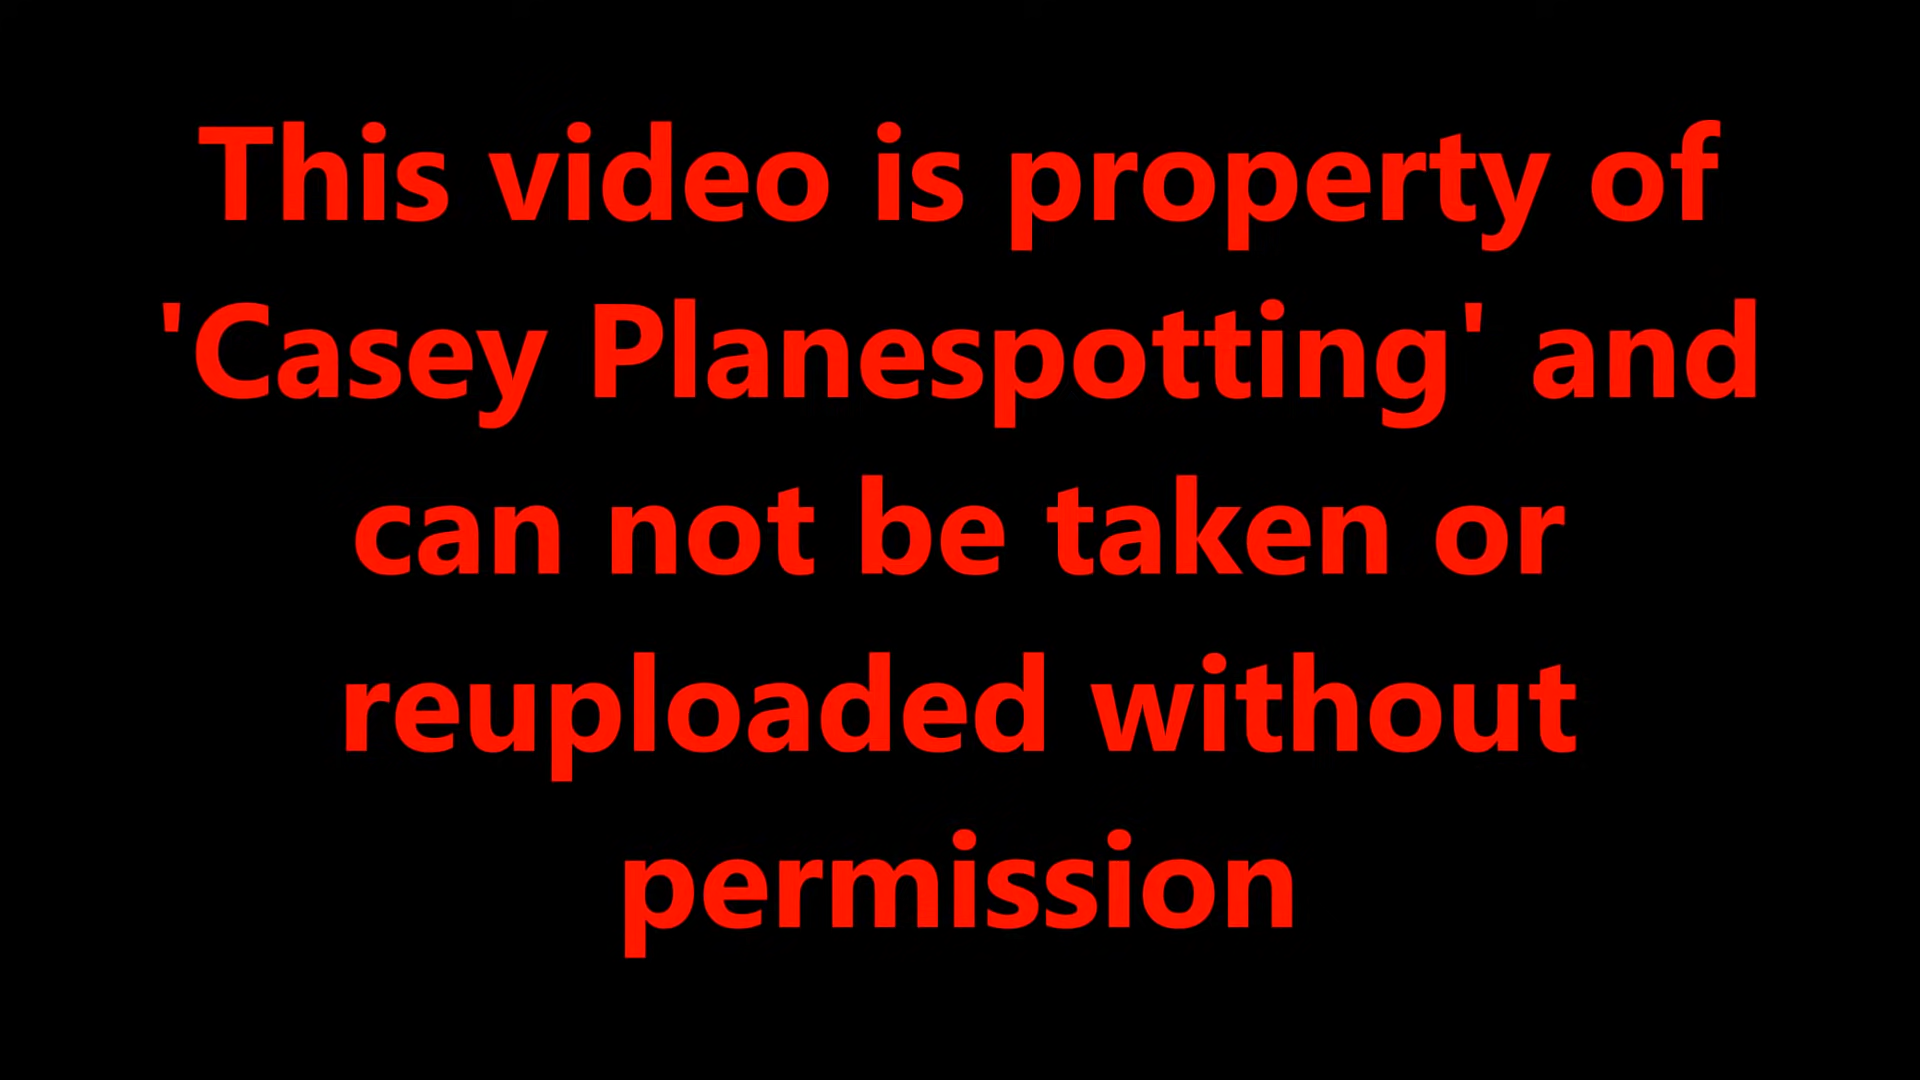 This video is property of
'Casey Planespotting' and
can not be taken or
reuploaded without
permission